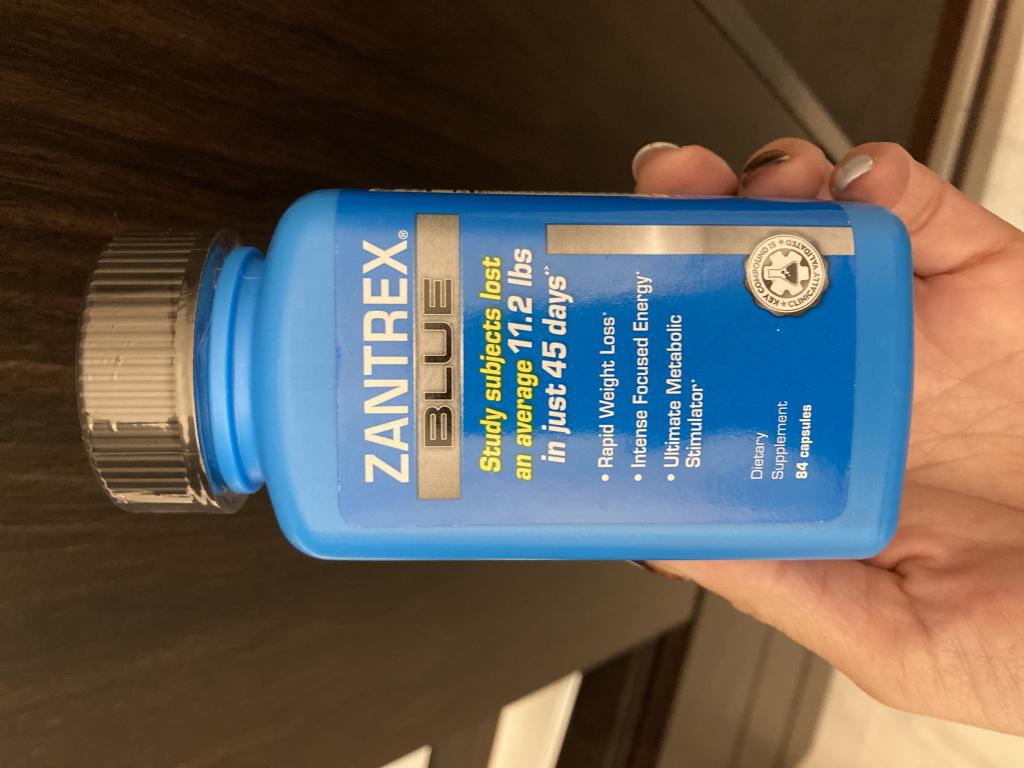 ZANTREX®
BLUE
Study subjects lost
an average 11.2 lbs
in just 45 days**
• Rapid Weight Loss*
• Intense Focused Energy*
• Ultimate Metabolic
Stimulator*
KEY COMPOUND IS
CLINICALLY VALIDATED
Dietary
Supplement
84 capsules